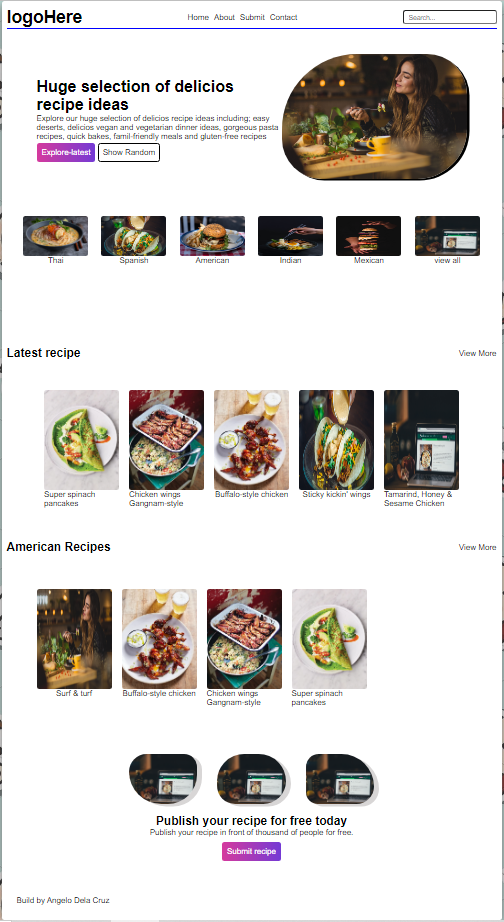 logoHere
Home About Submit Contact
Search...
Huge selection of delicios
recipe ideas
Explore our huge selection of delicios recipe ideas including; easy
deserts, delicios vegan and vegetarian dinner ideas, gorgeous pasta
recipes, quick bakes, famil-friendly meals and gluten-free recipes
Explore-latest Show Random
Thai Spanish American Indian Mexican view all
Latest recipe
View More
Super spinach
pancakes
Chicken wings
Gangnam-style
Buffalo-style chicken
Sticky kickin' wings
Tamarind, Honey &
Sesame Chicken
American Recipes
View More
Surf & turf
Buffalo-style chicken
Chicken wings
Gangnam-style
Super spinach
pancakes
Publish your recipe for free today
Publish your recipe in front of thousand of people for free.
Submit recipe
Build by Angelo Dela Cruz